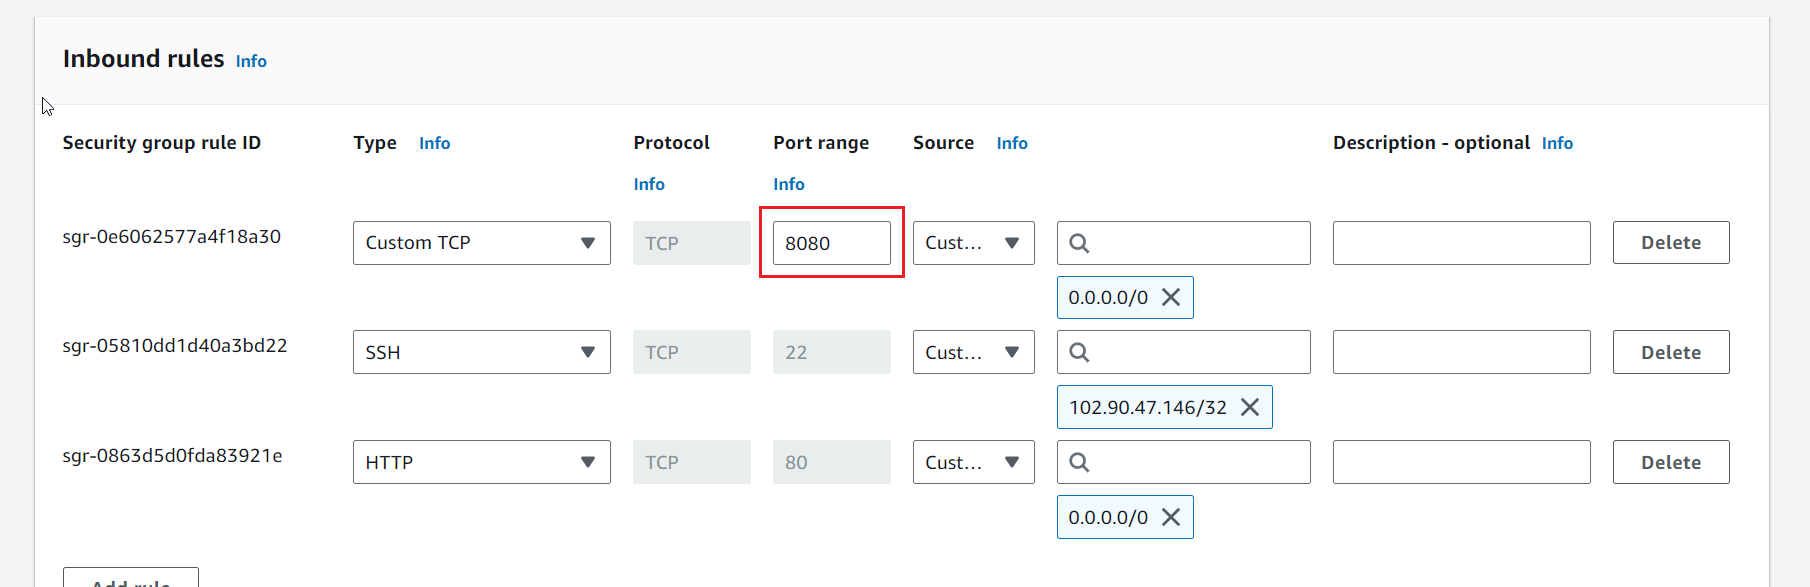 Inbound rules Info
Security group rule ID Type Info Protocol Info Port range Info Source Info Description - optional Info
sgr-0e6062577a4f18a30 Custom TCP TCP 8080 Cust... Delete
0.0.0.0/0
sgr-05810dd1d40a3bd22 SSH TCP 22 Cust... Delete
102.90.47.146/32
sgr-0863d5d0fda83921e HTTP TCP 80 Cust... Delete
0.0.0.0/0
Add rule